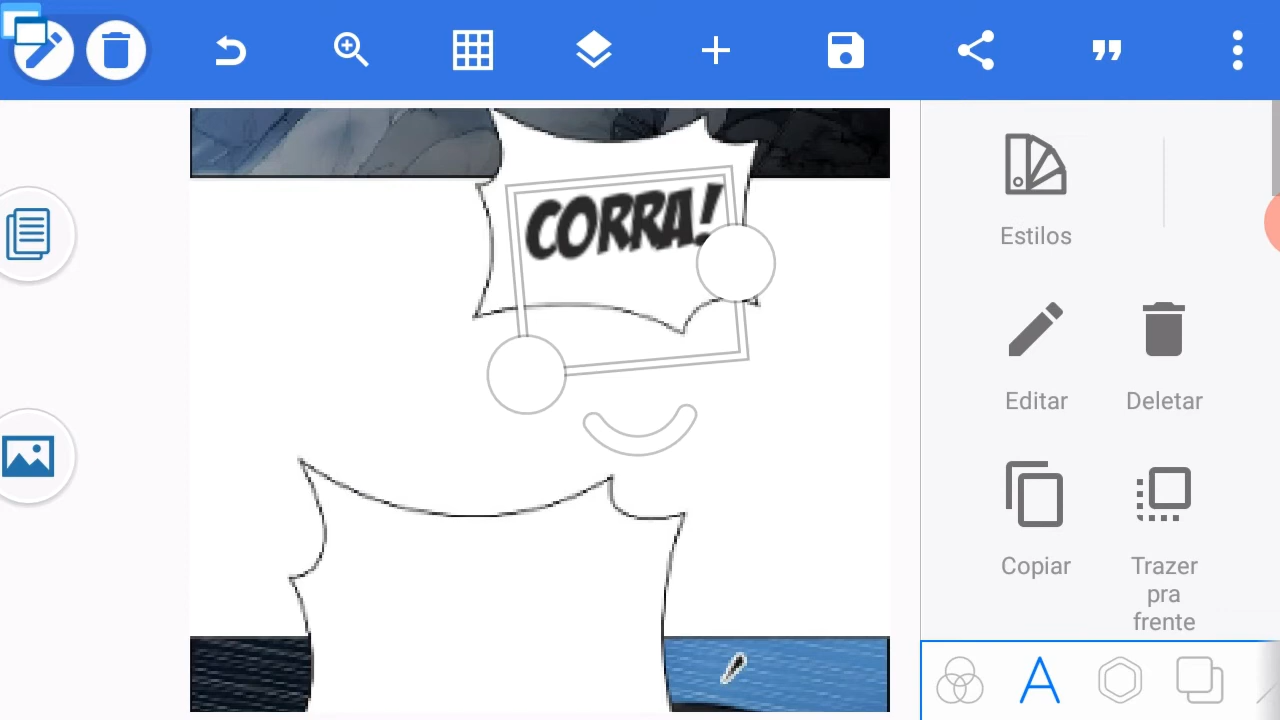 CORRA!
Estilos
Editar
Deletar
Copiar
Trazer
pra
frente